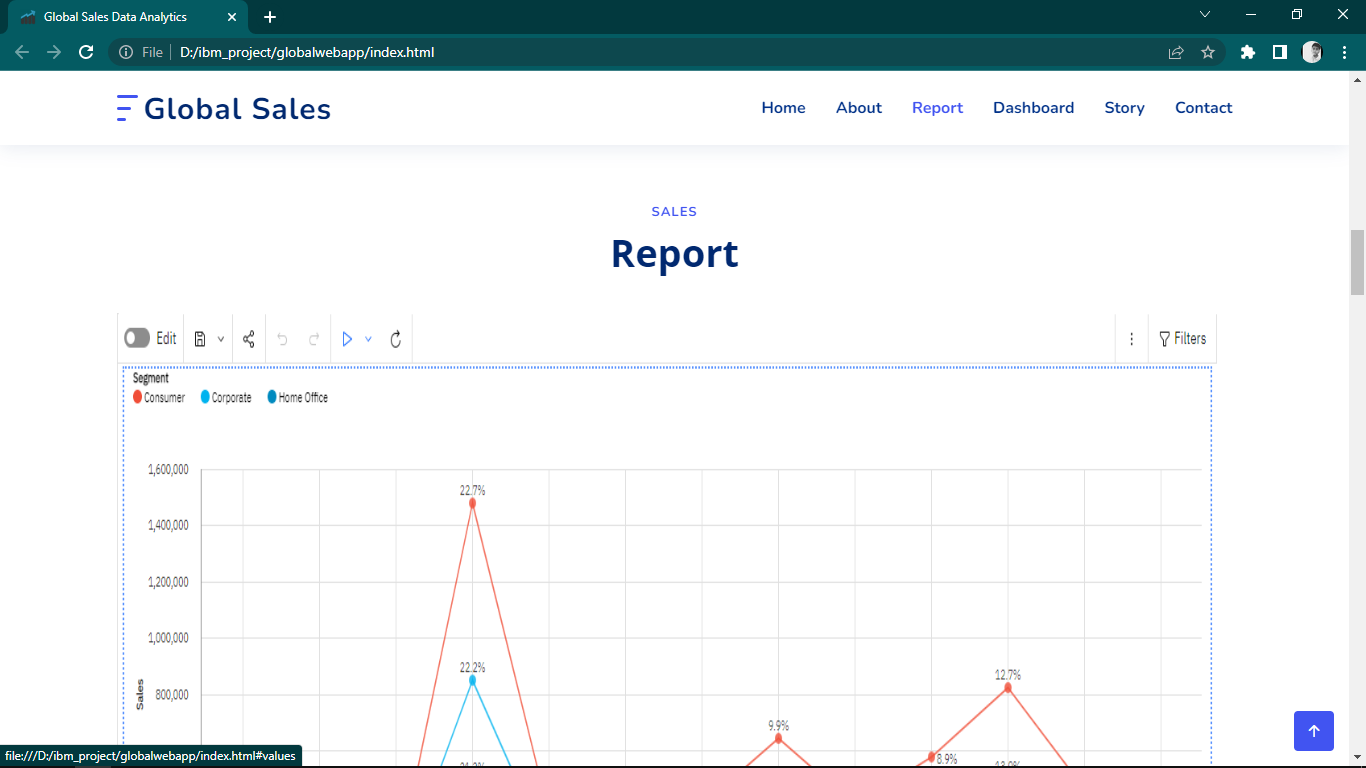 Global Sales Data Analytics
File D:/ibm_project/globalwebapp/index.html
Global Sales Home About Report Dashboard Story Contact
SALES
Report
Edit Filters
Segment
Consumer Corporate Home Office
1,600,000
22.7%
1,400,000
1,200,000
1,000,000
22.2%
12.7%
Sales
800,000
9.9%
8.9%
file:///D:/ibm_project/globalwebapp/index.html#values